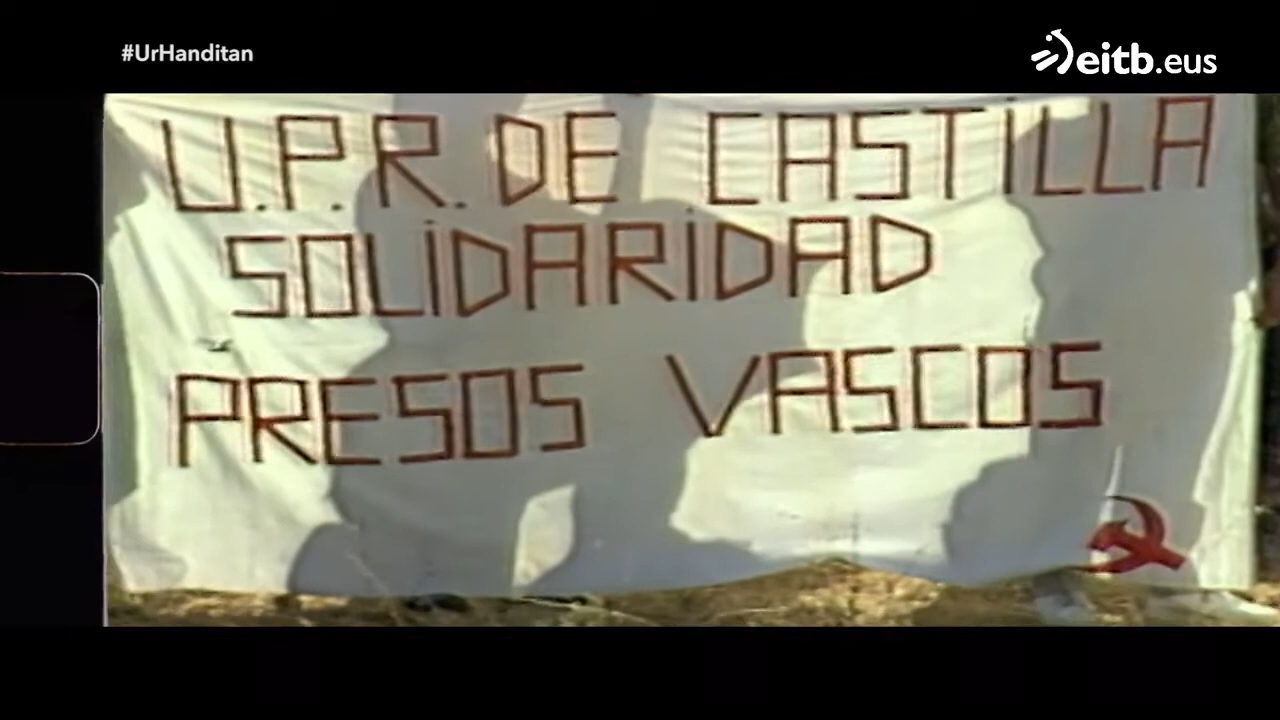 #UrHanditan
eitb.eus
U.P.R. DE CASTiLLA
SOLiDARiDAD
PRESOS VASCOS